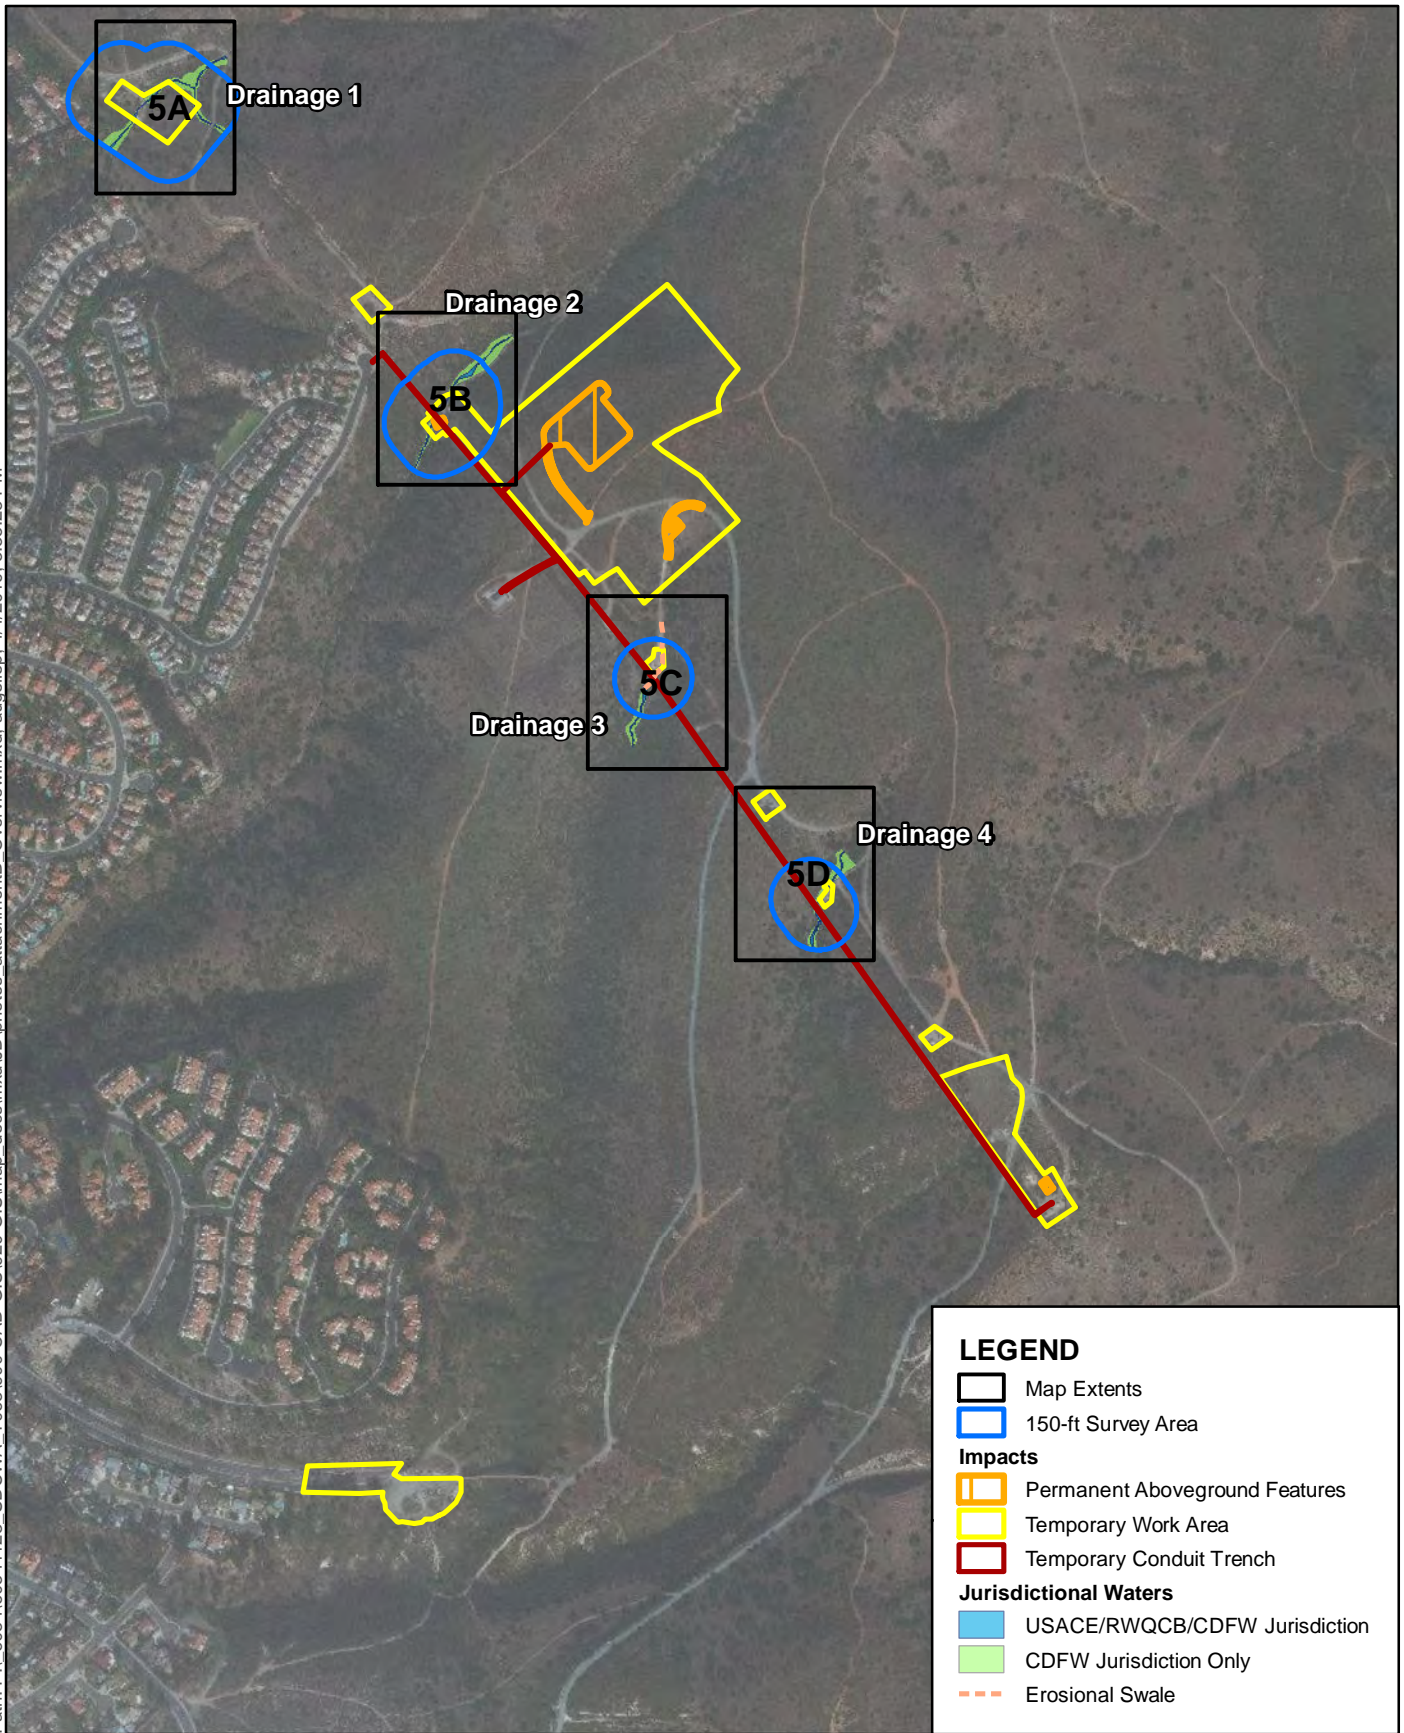 5A
Drainage 1
Drainage 2
5B
5C
Drainage 3
Drainage 4
5D
LEGEND
Map Extents
150-ft Survey Area
Impacts
Permanent Aboveground Features
Temporary Work Area
Temporary Conduit Trench
Jurisdictional Waters
USACE/RWQCB/CDFW Jurisdiction
CDFW Jurisdiction Only
Erosional Swale